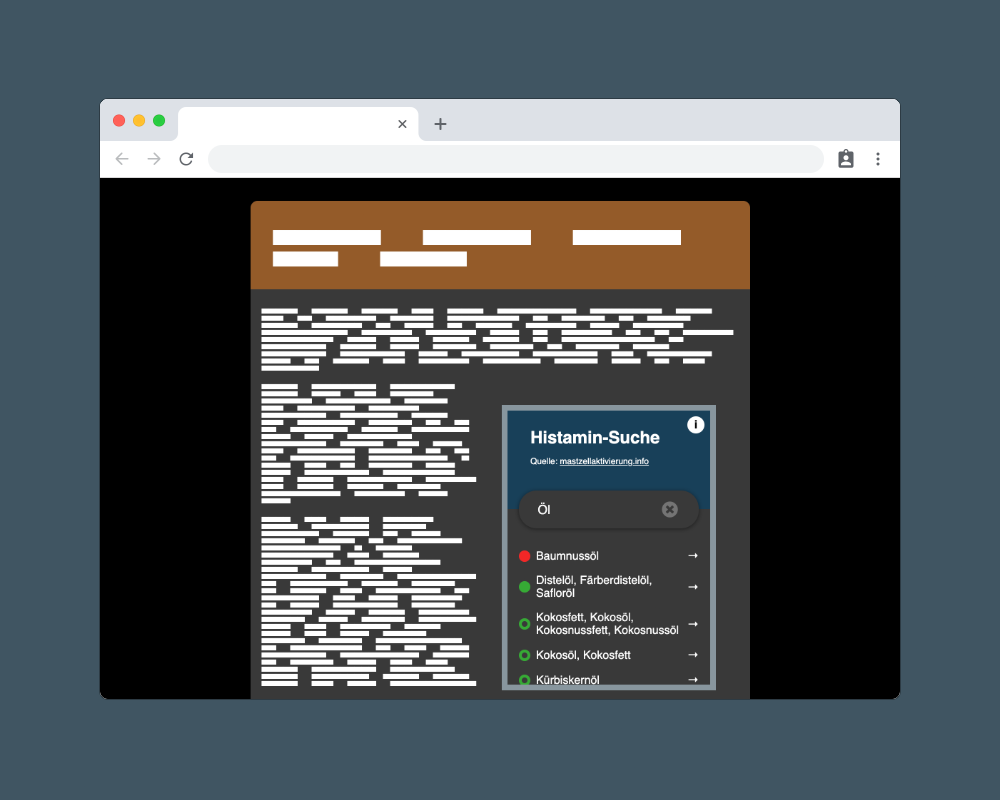 i
Histamin-Suche
Quelle: mastzellaktivierung.info
Öl
Baumnussöl →
Distelöl, Färberdistelöl,
Safloröl →
Kokosfett, Kokosöl,
Kokosnussfett, Kokosnussöl →
Kokosöl, Kokosfett →
Kürbiskernöl →